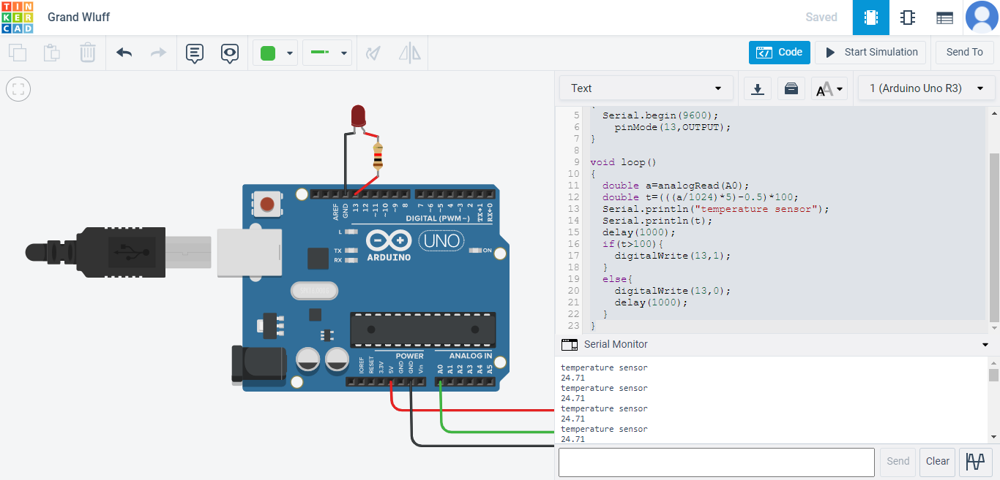 TIN
KER
CAD
Grand Wluff
Saved
Code
Start Simulation
Send To
Text
1 (Arduino Uno R3)
5 Serial.begin(9600);
6 pinMode(13,OUTPUT);
7 }
8
9 void loop()
10 {
11 double a=analogRead(A0);
12 double t=(((a/1024)*5)-0.5)*100;
13 Serial.println("temperature sensor");
14 Serial.println(t);
15 delay(1000);
16 if(t>100){
17 digitalWrite(13,1);
18 }
19 else{
20 digitalWrite(13,0);
21 delay(1000);
22 }
23 }
Serial Monitor
temperature sensor
24.71
temperature sensor
24.71
temperature sensor
24.71
temperature sensor
24.71
Send
Clear
AREF
GND
13
12
~11
~10
~9
8
7
~6
~5
4
~3
2
TX→1
RX←0
DIGITAL (PWM~)
L
TX
RX
ARDUINO
UNO
ON
POWER
ANALOG IN
IOREF
RESET
3.3V
5V
GND
GND
Vin
A0
A1
A2
A3
A4
A5